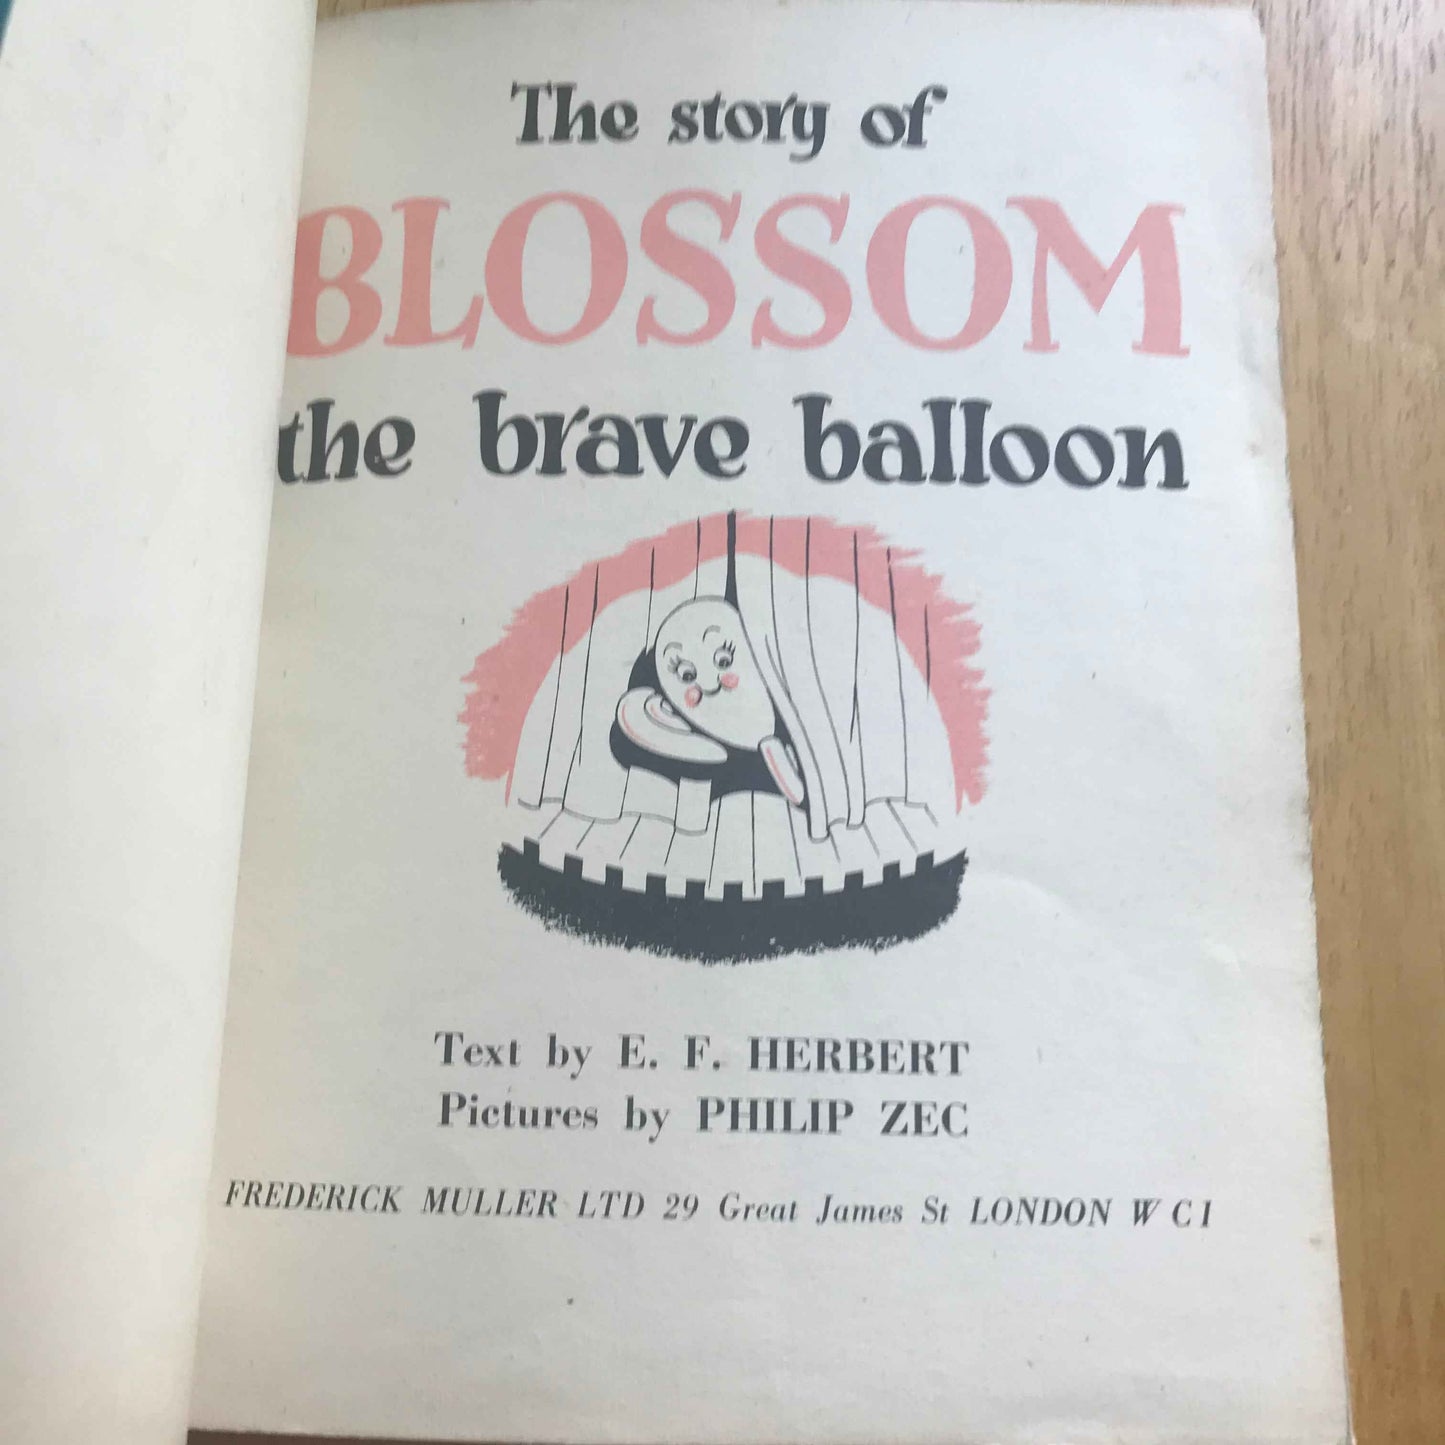 The story of
BLOSSOM
the brave balloon
Text by E. F. HERBERT
Pictures by PHILIP ZEC
FREDERICK MULLER LTD 29 Great James St LONDON W C 1